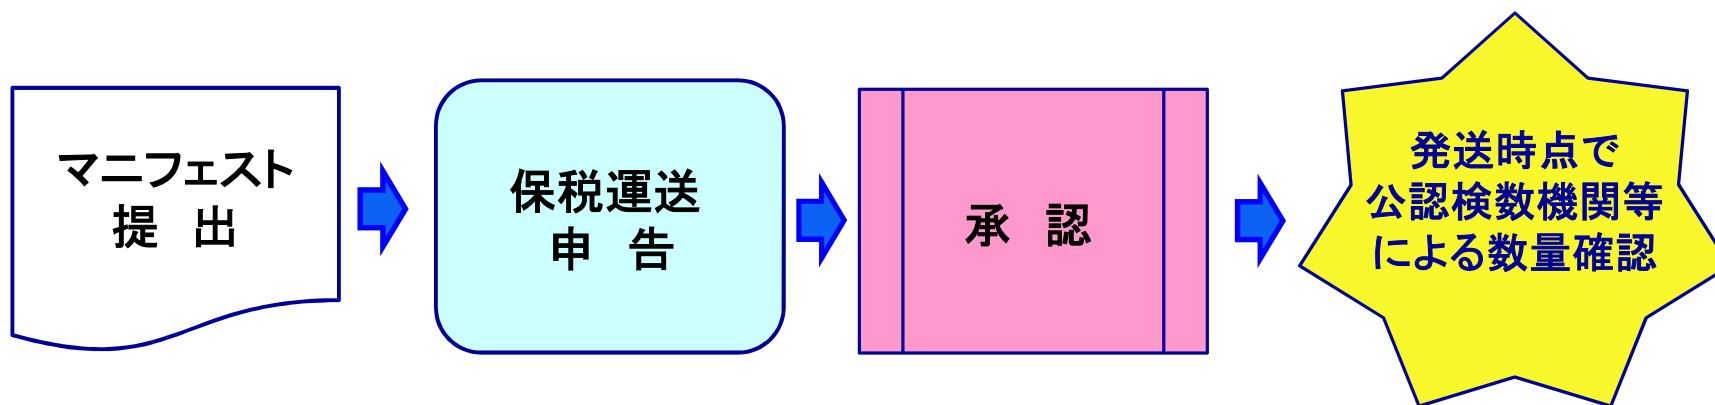 マニフェスト
提　出
保税運送
申　告
承　認
発送時点で
公認検数機関等
による数量確認